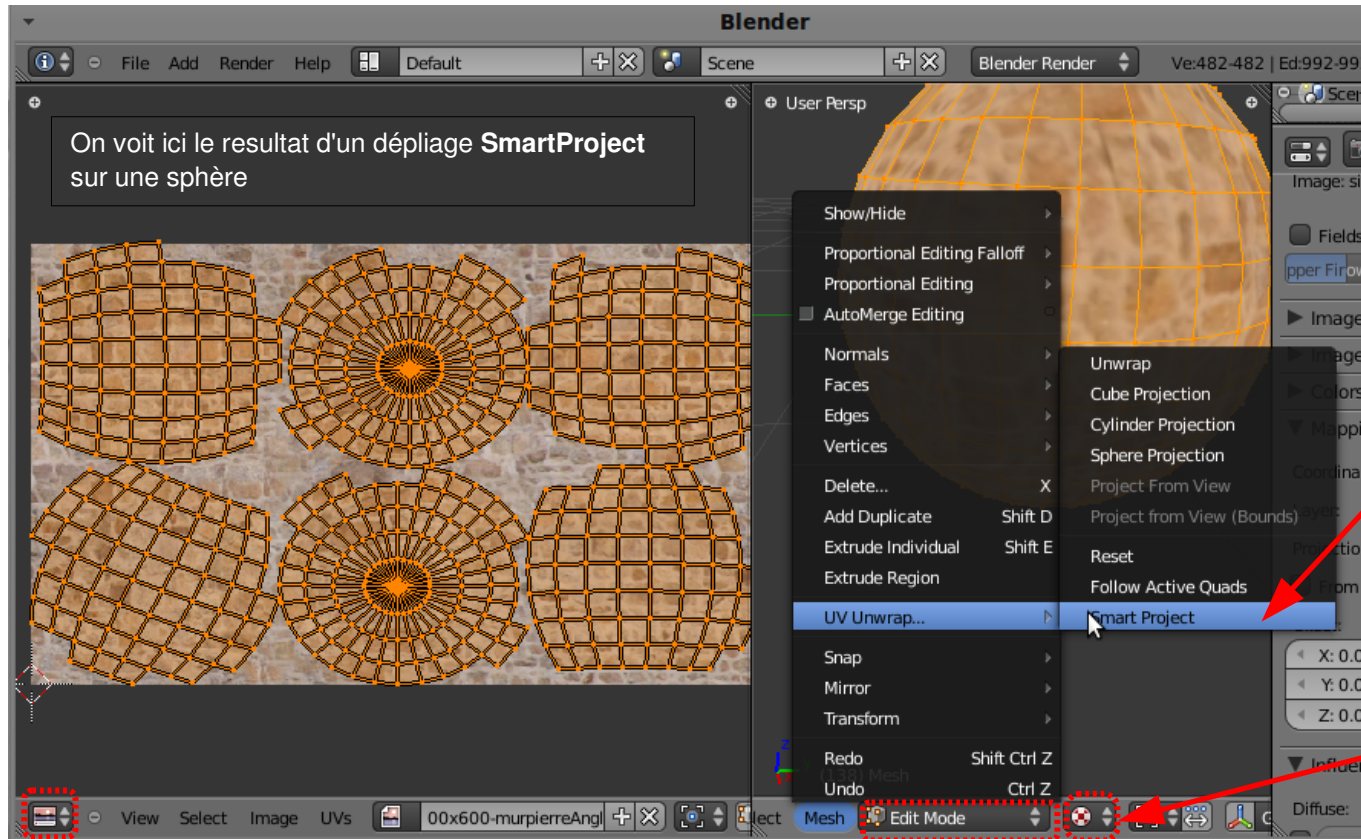 Blender
File Add Render Help Default Scene Blender Render Ve:482-482 | Ed:992-99
User Persp
On voit ici le resultat d'un dépliage SmartProject
sur une sphère
Image: si
Fields
Image
Show/Hide
Proportional Editing Falloff
Proportional Editing
AutoMerge Editing
Normals
Faces
Edges
Vertices
Delete... X
Add Duplicate Shift D
Extrude Individual Shift E
Extrude Region
UV Unwrap...
Snap
Mirror
Transform
Redo Shift Ctrl Z
Undo Ctrl Z
Unwrap
Cube Projection
Cylinder Projection
Sphere Projection
Project From View
Project from View (Bounds)
Reset
Follow Active Quads
Smart Project
From
X: 0.0
Y: 0.0
Z: 0.0
Diffuse:
(138) Mesh
View Select Image UVs 00x600-murpierreAngl lect Mesh Edit Mode